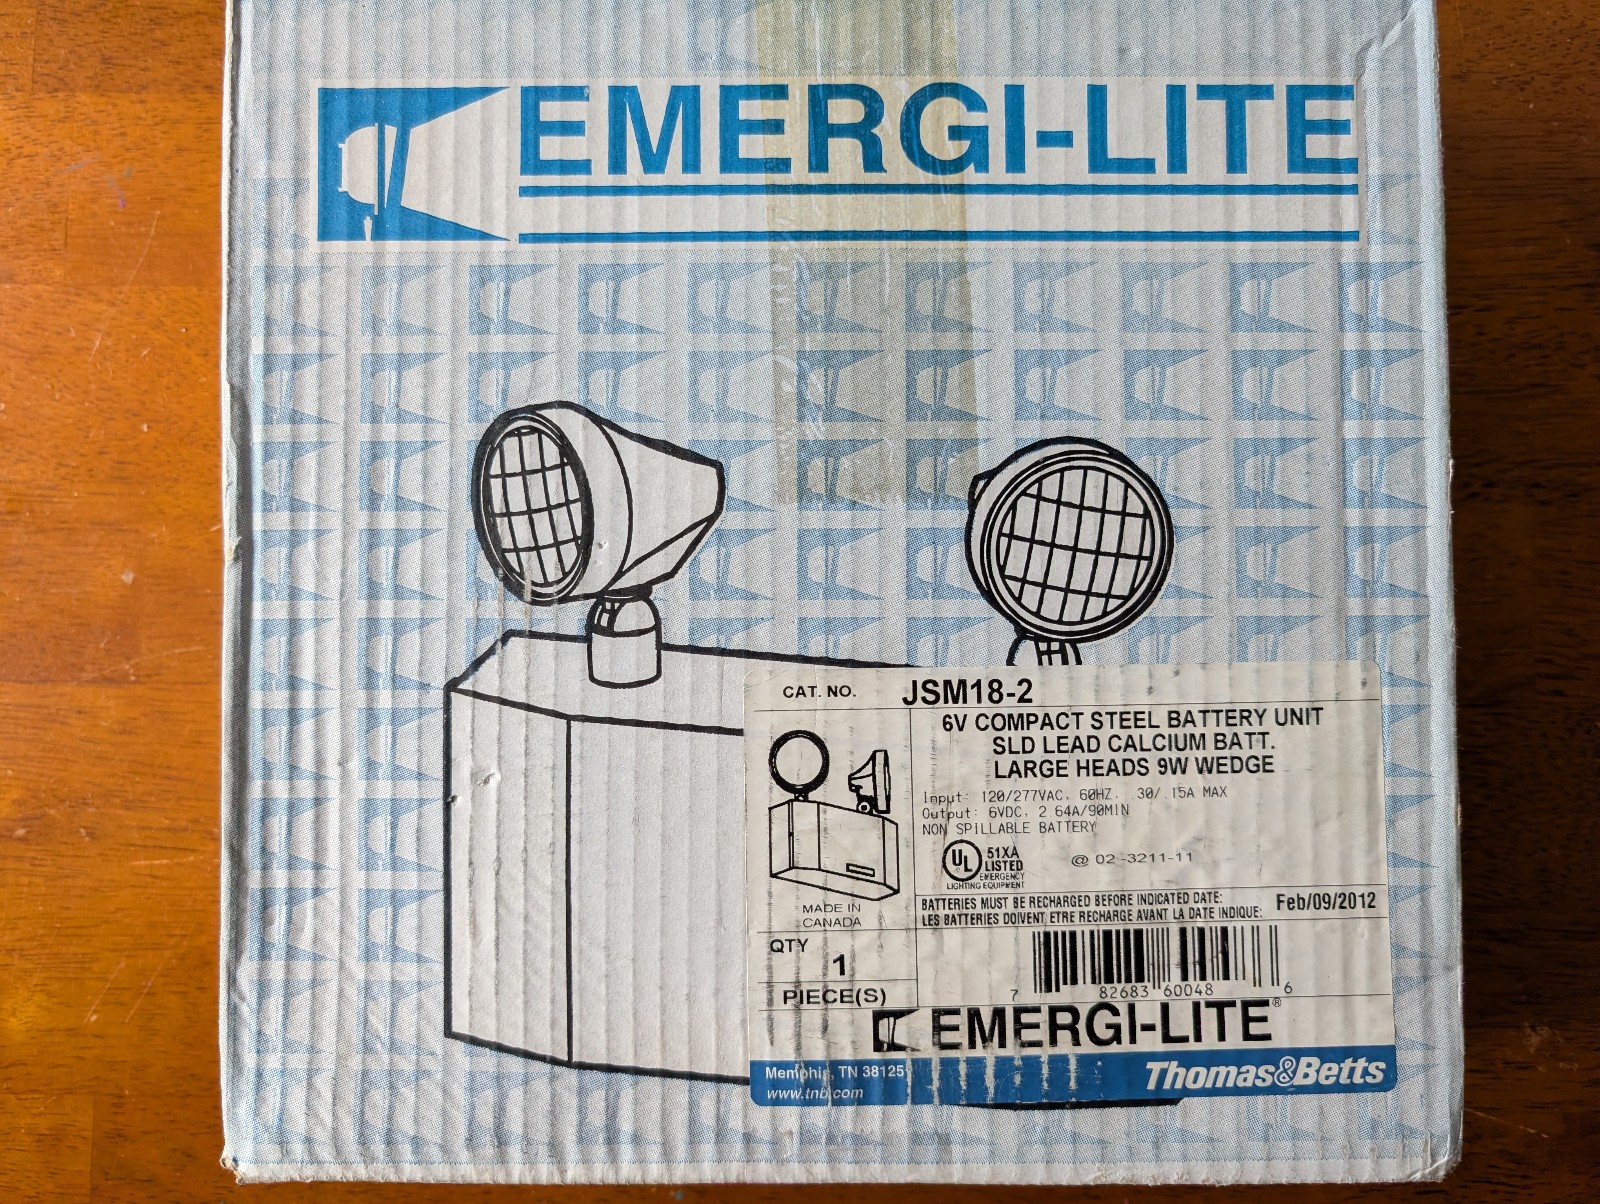 EMERGI-LITE
CAT. NO. JSM18-2
6V COMPACT STEEL BATTERY UNIT
SLD LEAD CALCIUM BATT.
LARGE HEADS 9W WEDGE
Input: 120/277VAC, 60HZ, .30/.15A MAX
Output: 6VDC, 2.64A/90MIN
NON SPILLABLE BATTERY
UL 51XA
LISTED
EMERGENCY
LIGHTING EQUIPMENT
@ 02-3211-11
MADE IN
CANADA
BATTERIES MUST BE RECHARGED BEFORE INDICATED DATE:
LES BATTERIES DOIVENT ETRE RECHARGE AVANT LA DATE INDIQUE:
Feb/09/2012
QTY
1
PIECE(S)
7 82683 60048 6
EMERGI-LITE®
Memphis, TN 38125
www.tnb.com
Thomas&Betts